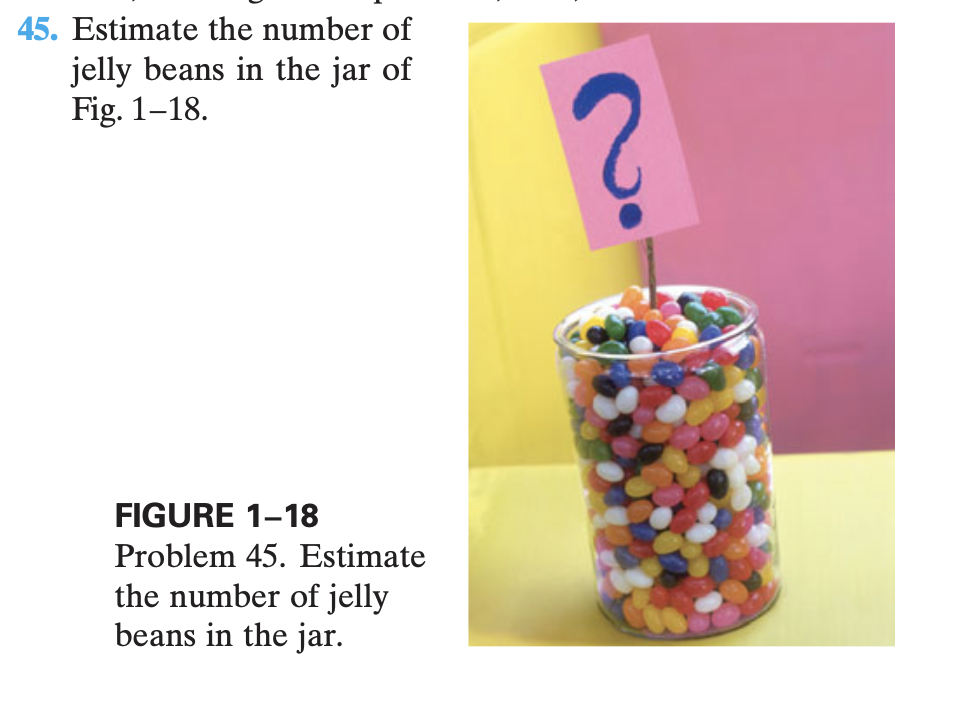 45. Estimate the number of
jelly beans in the jar of
Fig. 1–18.
?
FIGURE 1–18
Problem 45. Estimate
the number of jelly
beans in the jar.